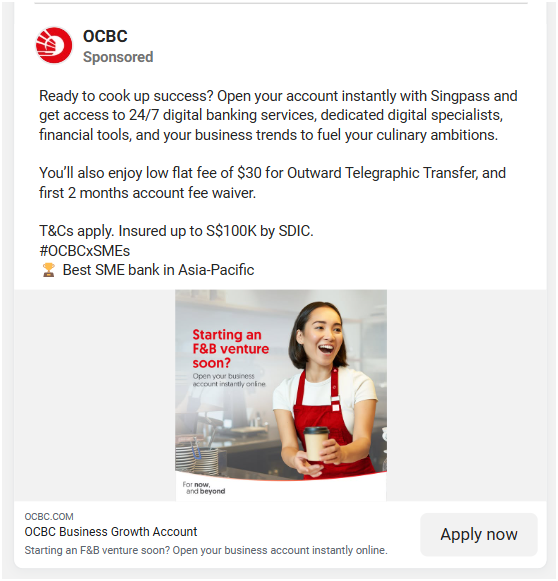 OCBC
Sponsored
Ready to cook up success? Open your account instantly with Singpass and
get access to 24/7 digital banking services, dedicated digital specialists,
financial tools, and your business trends to fuel your culinary ambitions.
You’ll also enjoy low flat fee of $30 for Outward Telegraphic Transfer, and
first 2 months account fee waiver.
T&Cs apply. Insured up to S$100K by SDIC.
#OCBCxSMEs
🏆 Best SME bank in Asia-Pacific
Starting an
F&B venture
soon?
Open your business
account instantly online.
For now,
and beyond
OCBC.COM
OCBC Business Growth Account
Starting an F&B venture soon? Open your business account instantly online.
Apply now